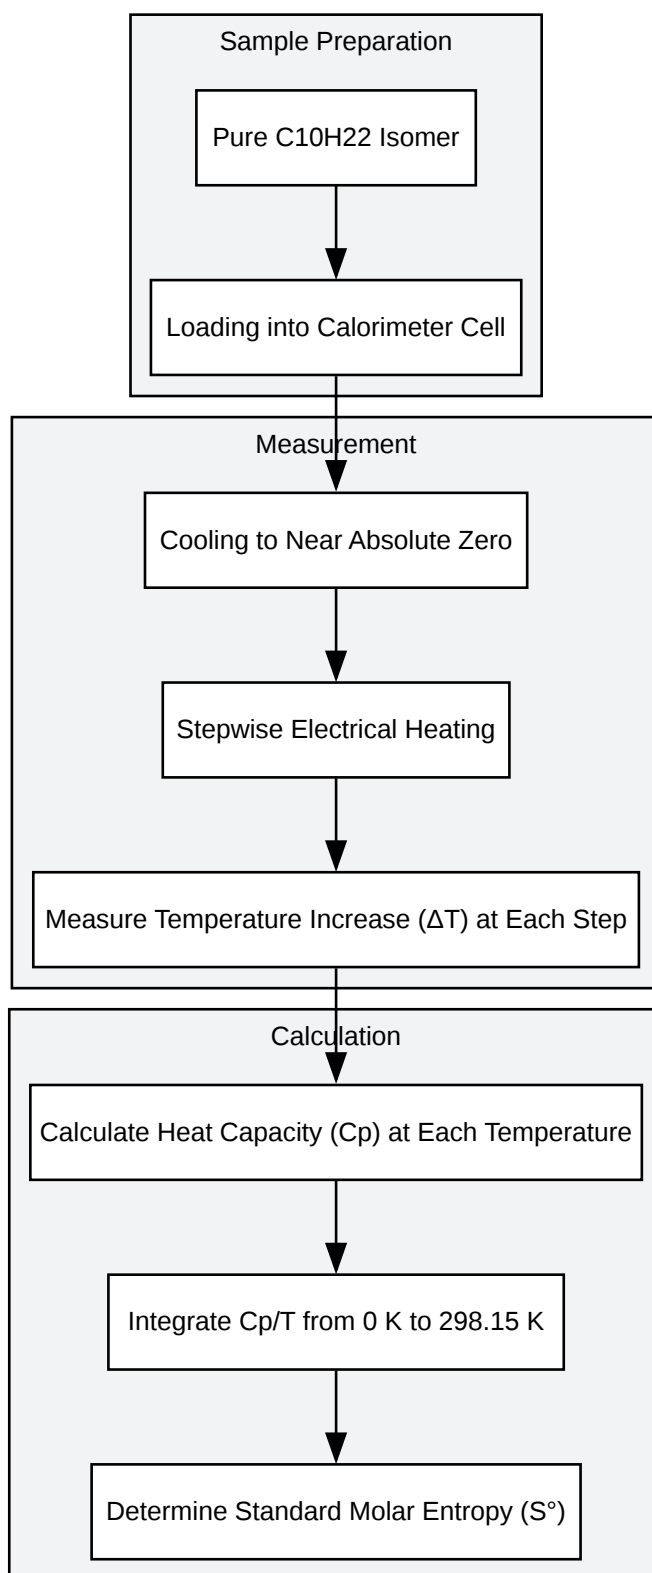 Sample Preparation
Pure C10H22 Isomer
Loading into Calorimeter Cell
Measurement
Cooling to Near Absolute Zero
Stepwise Electrical Heating
Measure Temperature Increase (ΔT) at Each Step
Calculation
Calculate Heat Capacity (Cp) at Each Temperature
Integrate Cp/T from 0 K to 298.15 K
Determine Standard Molar Entropy (S°)